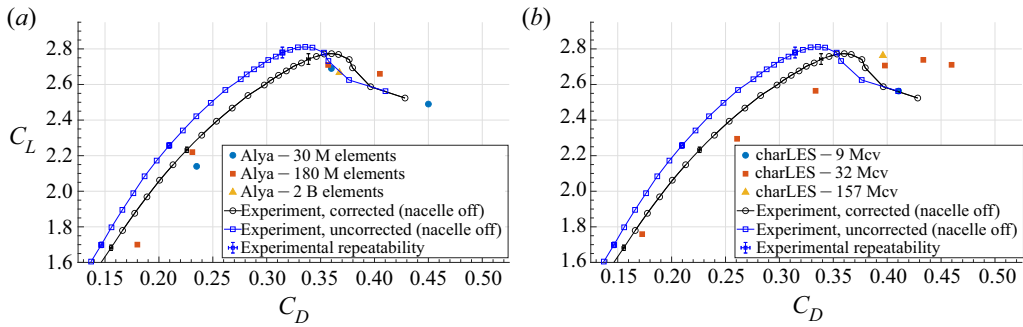 (a)
3.0
2.8
2.6
2.4
C_L
2.2
2.0
1.8
1.6
0.15 0.20 0.25 0.30 0.35 0.40 0.45 0.50
C_D
Alya – 30 M elements
Alya – 180 M elements
Alya – 2 B elements
Experiment, corrected (nacelle off)
Experiment, uncorrected (nacelle off)
Experimental repeatability
(b)
3.0
2.8
2.6
2.4
2.2
2.0
1.8
1.6
0.15 0.20 0.25 0.30 0.35 0.40 0.45 0.50
C_D
charLES – 9 Mcv
charLES – 32 Mcv
charLES – 157 Mcv
Experiment, corrected (nacelle off)
Experiment, uncorrected (nacelle off)
Experimental repeatability